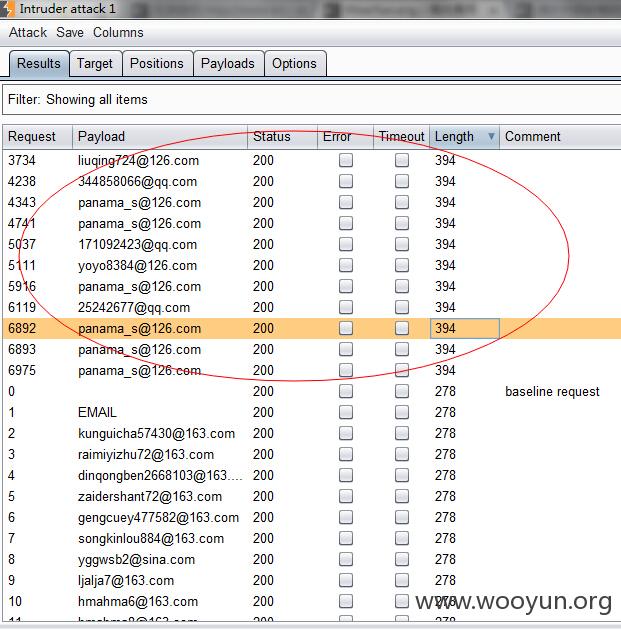 Intruder attack 1
Attack Save Columns
Results Target Positions Payloads Options
Filter: Showing all items
Request Payload Status Error Timeout Length Comment
3734 liuqing724@126.com 200 394
4238 344858066@qq.com 200 394
4343 panama_s@126.com 200 394
4741 panama_s@126.com 200 394
5037 171092423@qq.com 200 394
5111 yoyo8384@126.com 200 394
5916 panama_s@126.com 200 394
6119 25242677@qq.com 200 394
6892 panama_s@126.com 200 394
6893 panama_s@126.com 200 394
6975 panama_s@126.com 200 394
0 200 278 baseline request
1 EMAIL 200 278
2 kunguicha57430@163.com 200 278
3 raimiyizhu72@163.com 200 278
4 dinqongben2668103@163.... 200 278
5 zaidershant72@163.com 200 278
6 gengcuey477582@163.com 200 278
7 songkinlou884@163.com 200 278
8 yggwsb2@sina.com 200 278
9 ljalja7@163.com 200 278
10 hmahma6@163.com 200 278
www.wooyun.org